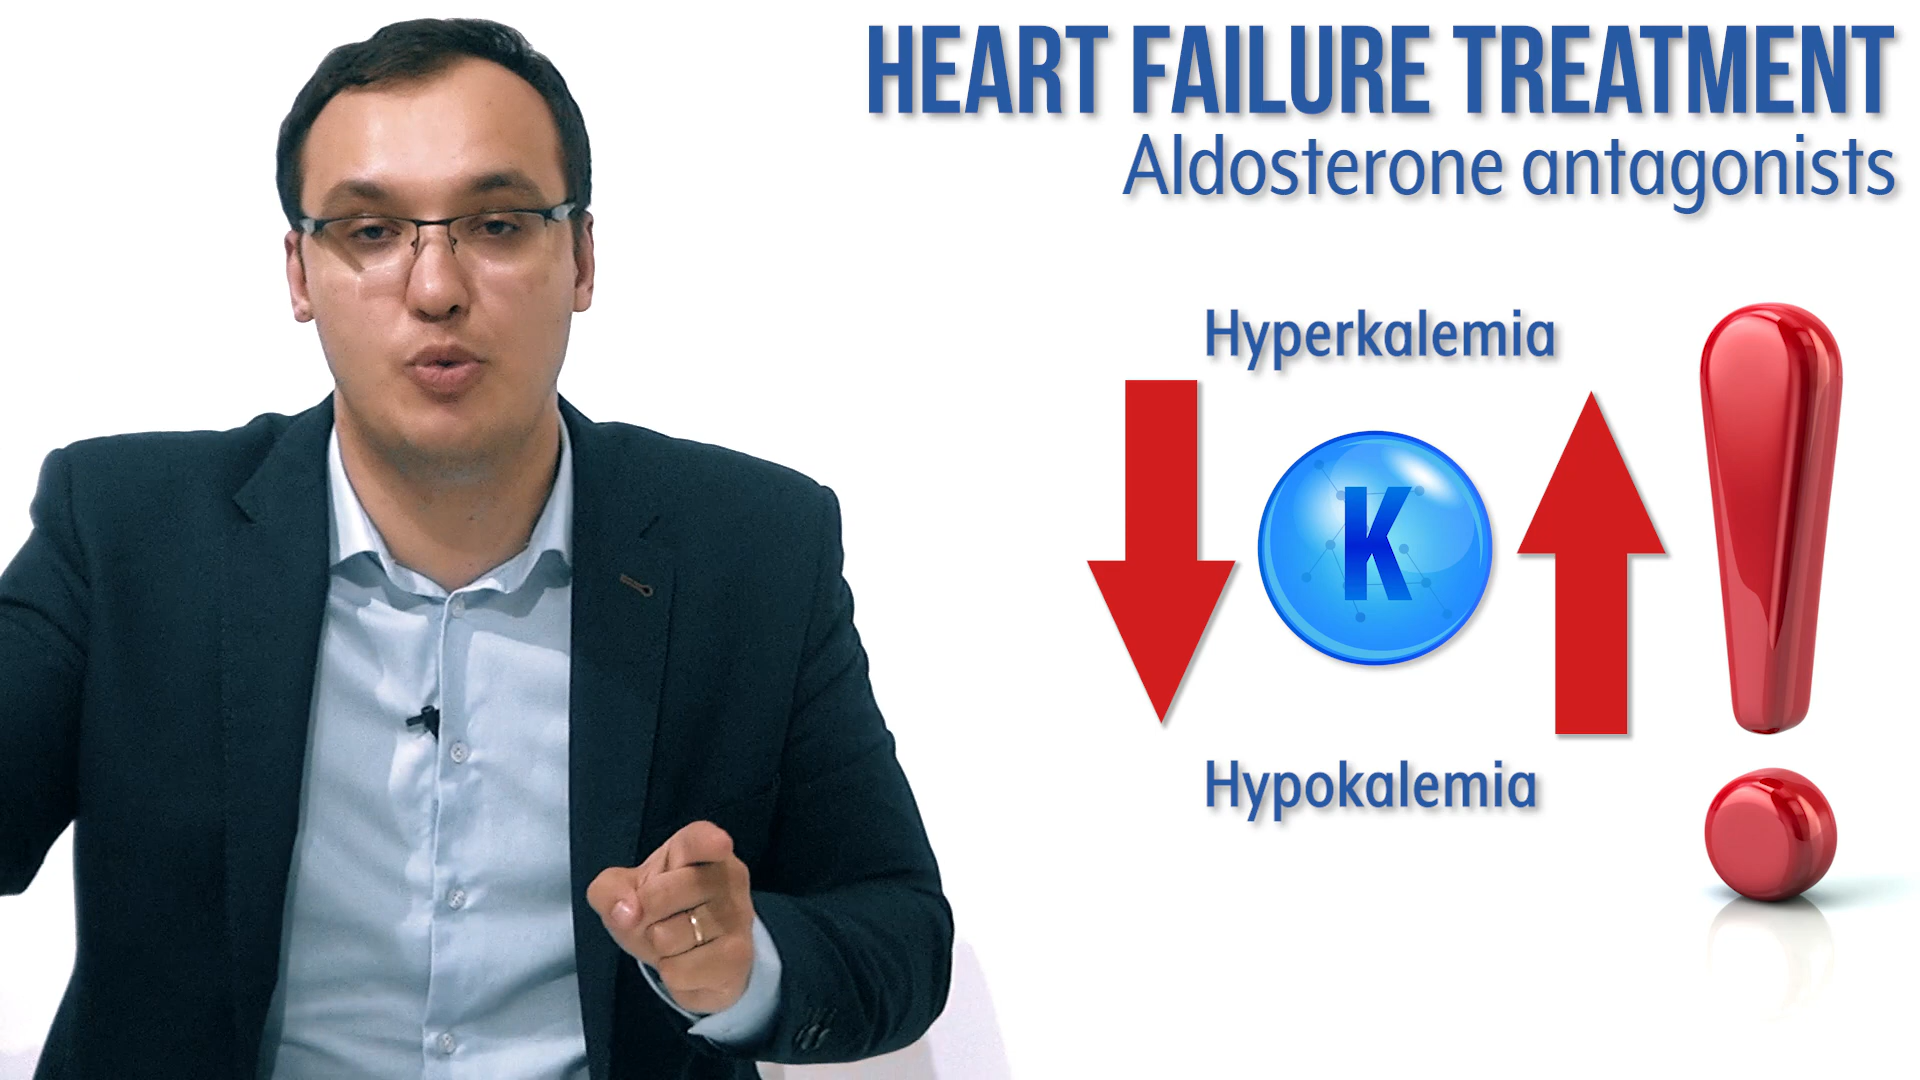 HEART FAILURE TREATMENT
Aldosterone antagonists
Hyperkalemia
K
Hypokalemia